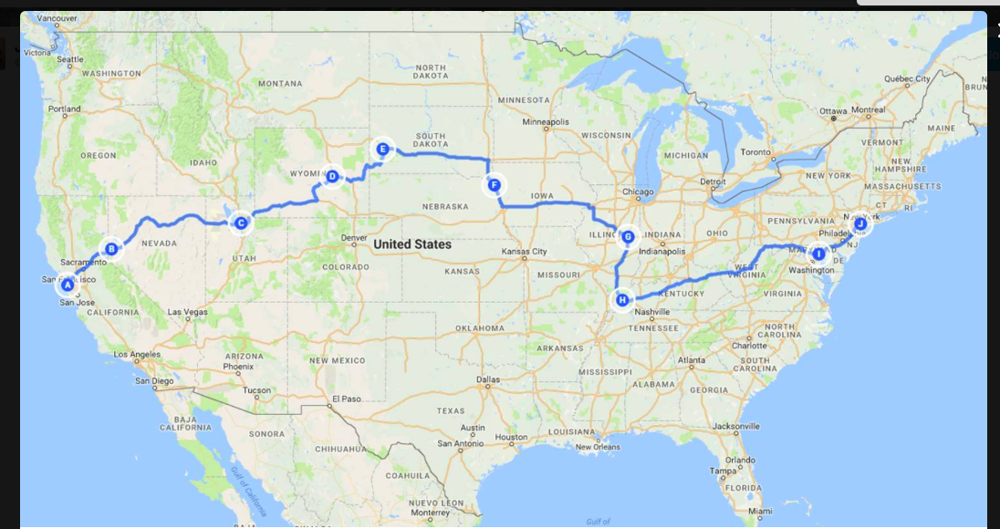 Vancouver
Victoria
Seattle
WASHINGTON
Portland
OREGON
IDAHO
MONTANA
NORTH
DAKOTA
SOUTH
DAKOTA
MINNESOTA
Minneapolis
WISCONSIN
MICHIGAN
Toronto
Ottawa
Montreal
Québec City
MAINE
VERMONT
NEW
HAMPSHIRE
MASSACHUSETTS
NEW YORK
CT
RI
E
D
F
IOWA
NEBRASKA
Chicago
Detroit
PENNSYLVANIA
J
NJ
OHIO
INDIANA
Indianapolis
G
C
B
A
Sacramento
San Jose
NEVADA
UTAH
Denver
COLORADO
United States
KANSAS
Kansas City
MISSOURI
H
I
Washington
DE
WEST
VIRGINIA
VIRGINIA
KENTUCKY
Nashville
TENNESSEE
CALIFORNIA
Las Vegas
Los Angeles
San Diego
ARIZONA
Phoenix
Tucson
NEW MEXICO
El Paso
OKLAHOMA
ARKANSAS
Dallas
TEXAS
Austin
San Antonio
Houston
LOUISIANA
New Orleans
MISSISSIPPI
ALABAMA
Atlanta
GEORGIA
NORTH
CAROLINA
Charlotte
SOUTH
CAROLINA
Jacksonville
Orlando
Tampa
FLORIDA
Miami
BAJA
CALIFORNIA
SONORA
CHIHUAHUA
COAHUILA
NUEVO LEON
Monterrey
Gulf of California
Gulf of